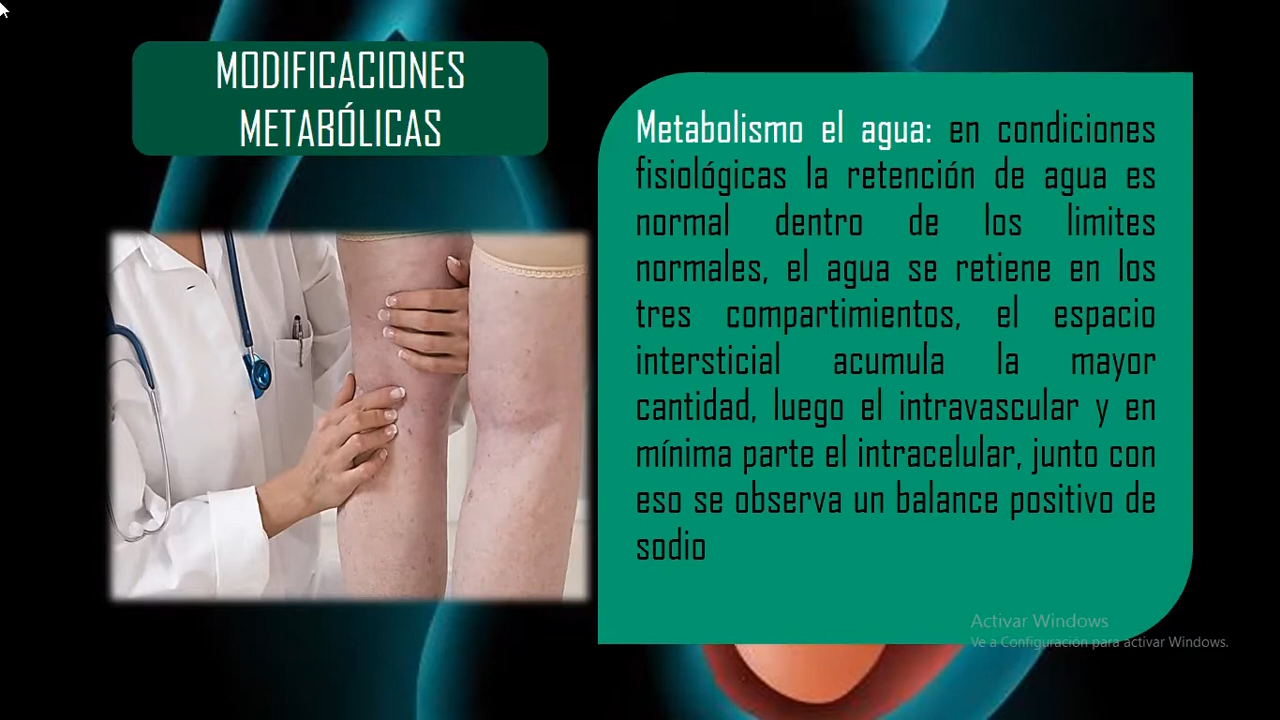 MODIFICACIONES
METABÓLICAS
Metabolismo el agua: en condiciones
fisiológicas la retención de agua es
normal dentro de los limites
normales, el agua se retiene en los
tres compartimientos, el espacio
intersticial acumula la mayor
cantidad, luego el intravascular y en
mínima parte el intracelular, junto con
eso se observa un balance positivo de
sodio
Activar Windows
Ve a Configuración para activar Windows.